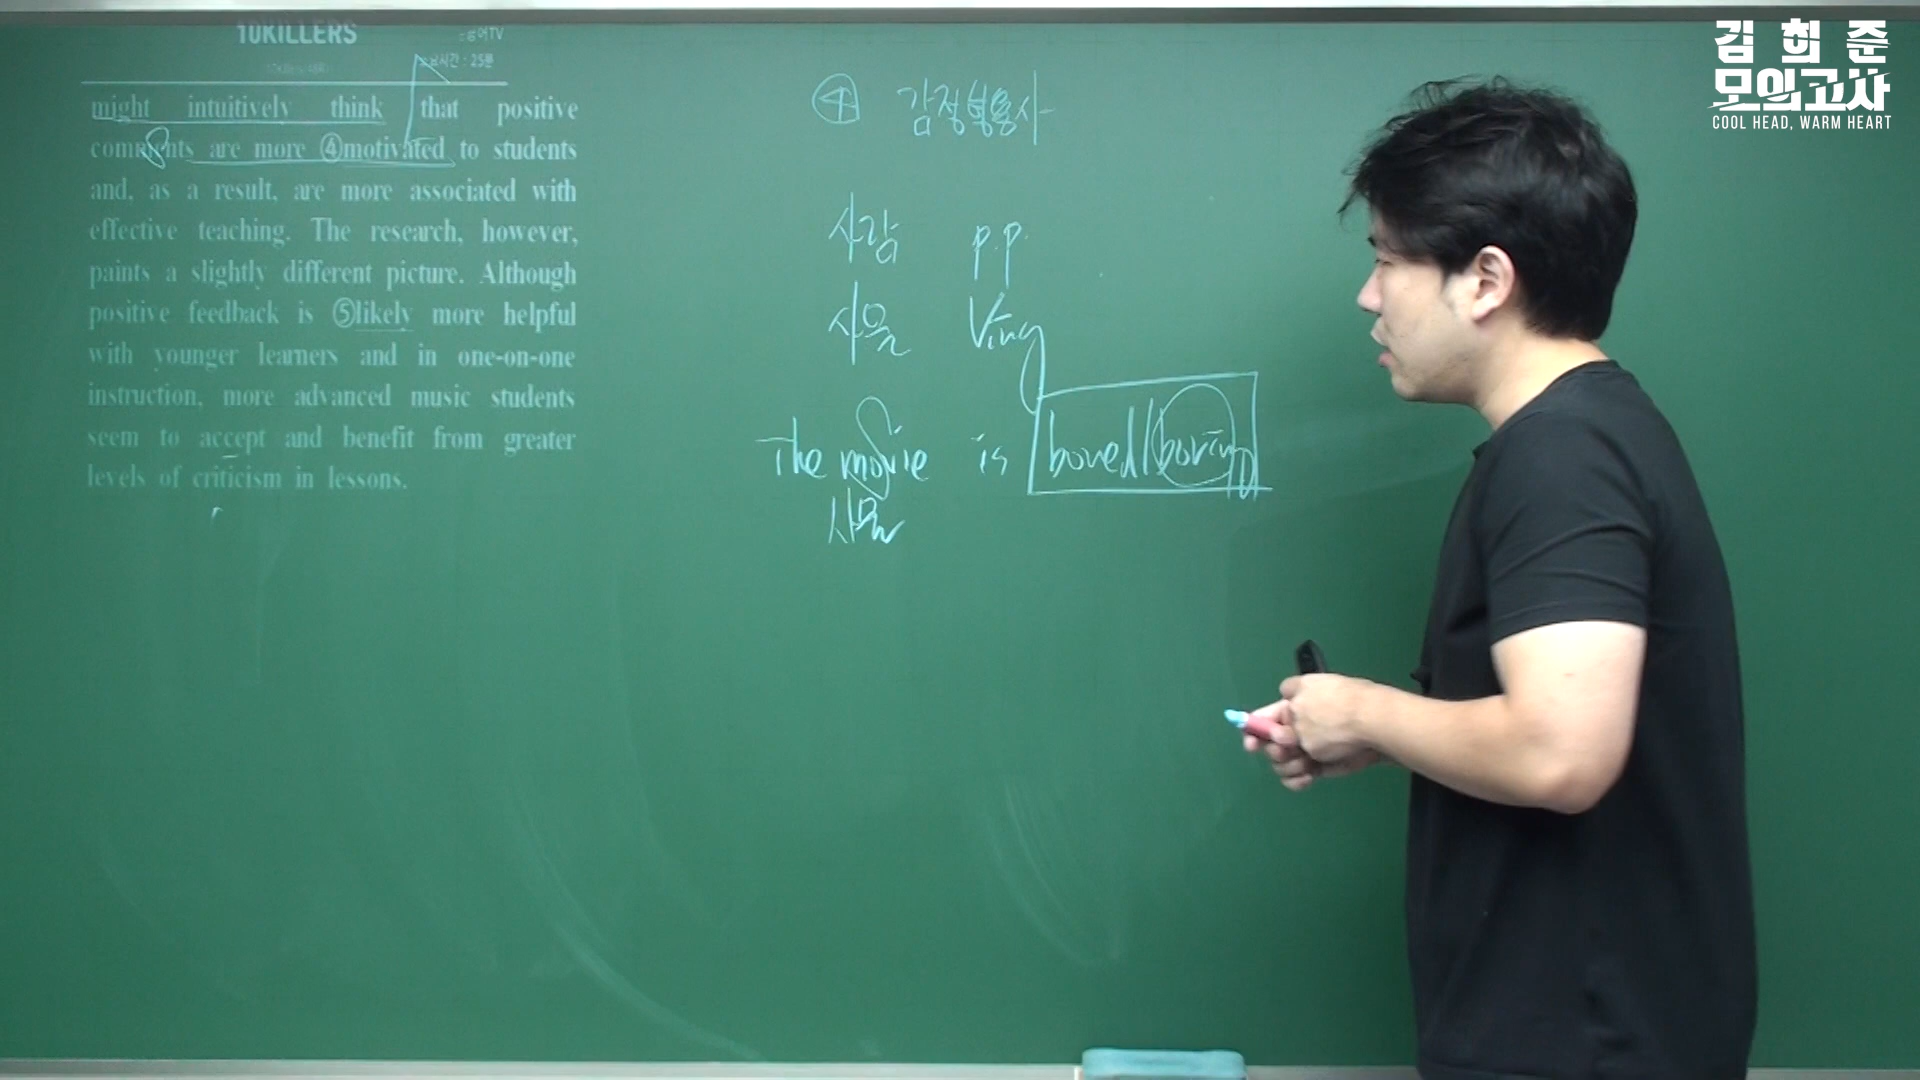 10KILLERS
might intuitively think that positive
comments are more ④motivated to students
and, as a result, are more associated with
effective teaching. The research, however,
paints a slightly different picture. Although
positive feedback is ⑤likely more helpful
with younger learners and in one-on-one
instruction, more advanced music students
seem to accept and benefit from greater
levels of criticism in lessons.
④ 감정형용사
사람 p.p.
사물 Ving
The movie is bored/boring
사물
김희준
모의고사
COOL HEAD, WARM HEART